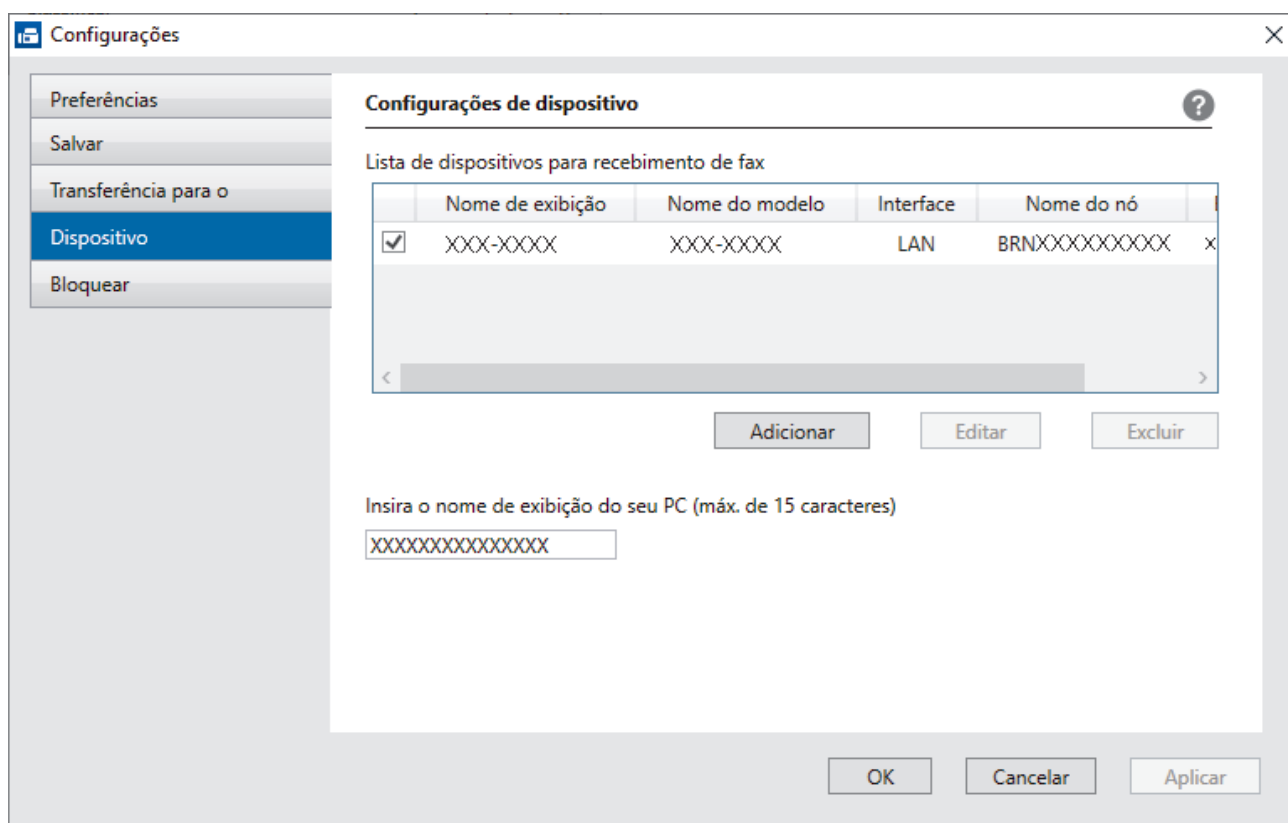 Configurações
Preferências
Salvar
Transferência para o
Dispositivo
Bloquear
Configurações de dispositivo
?
Lista de dispositivos para recebimento de fax
Nome de exibição Nome do modelo Interface Nome do nó
XXX-XXXX XXX-XXXX LAN BRNXXXXXXXXX x
Adicionar Editar Excluir
Insira o nome de exibição do seu PC (máx. de 15 caracteres)
XXXXXXXXXXXXXXX
OK Cancelar Aplicar